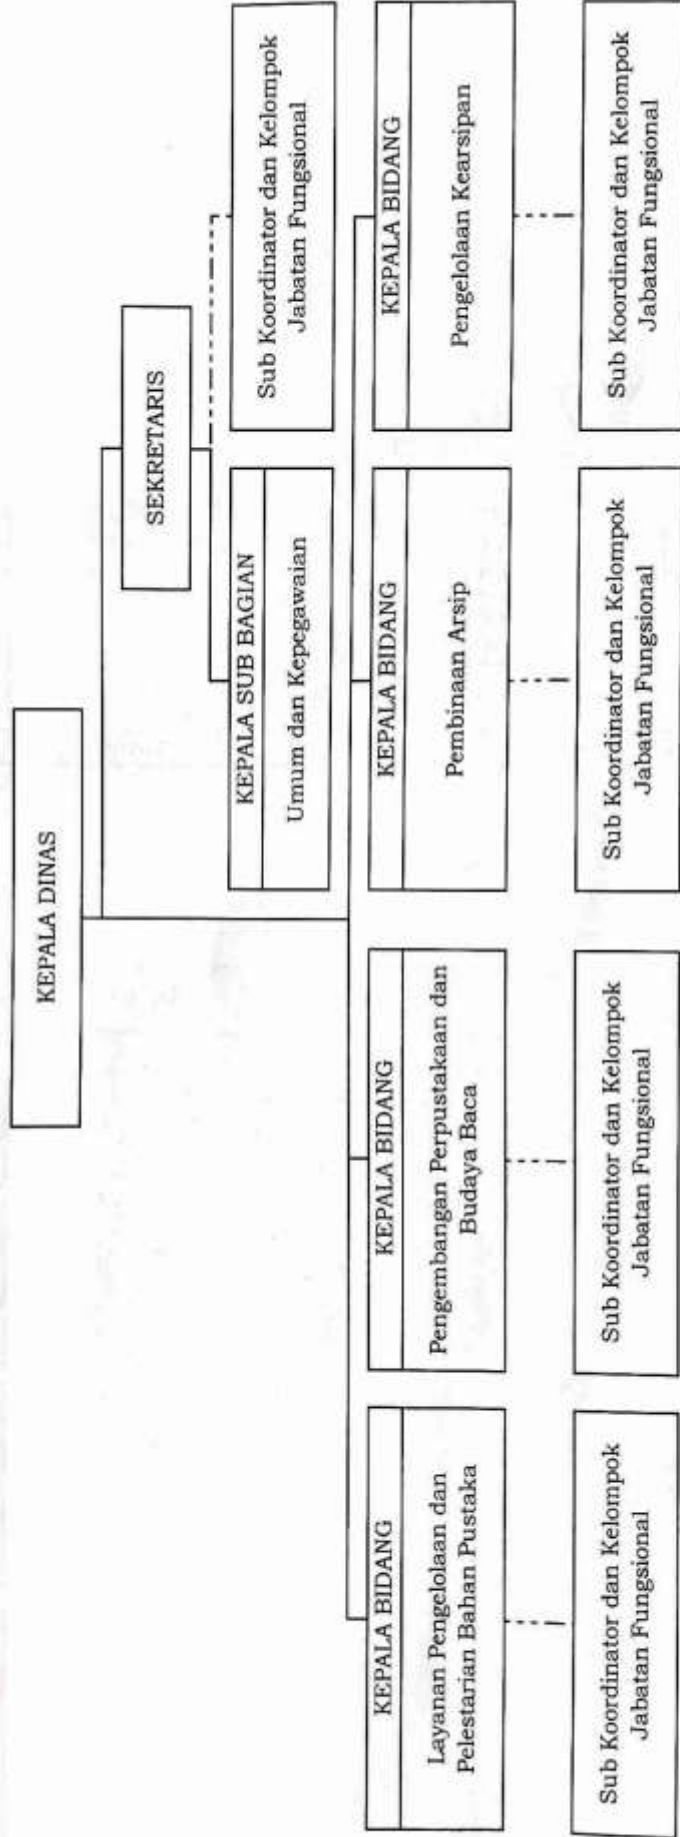 KEPALA DINAS
SEKRETARIS
KEPALA SUB BAGIAN
Umum dan Kepegawaian
Sub Koordinator dan Kelompok
Jabatan Fungsional
KEPALA BIDANG
Layanan Pengelolaan dan
Pelestarian Bahan Pustaka
KEPALA BIDANG
Pengembangan Perpustakaan dan
Budaya Baca
KEPALA BIDANG
Pembinaan Arsip
KEPALA BIDANG
Pengelolaan Kearsipan
Sub Koordinator dan Kelompok
Jabatan Fungsional
Sub Koordinator dan Kelompok
Jabatan Fungsional
Sub Koordinator dan Kelompok
Jabatan Fungsional
Sub Koordinator dan Kelompok
Jabatan Fungsional